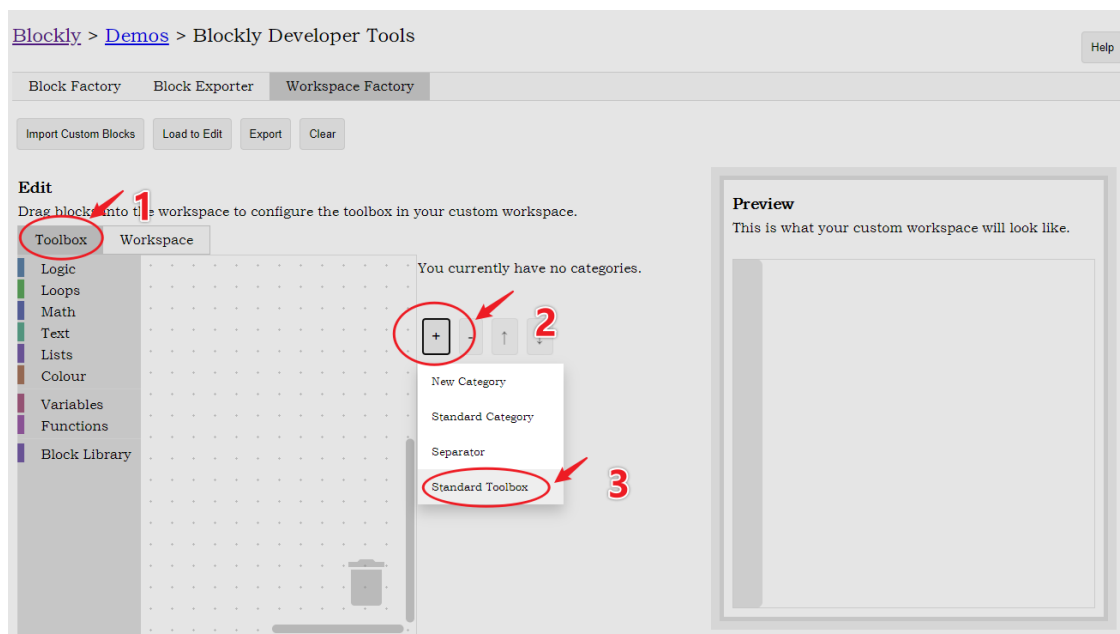 Blockly > Demos > Blockly Developer Tools
Help
Block Factory Block Exporter Workspace Factory
Import Custom Blocks Load to Edit Export Clear
Edit
Drag blocks into the workspace to configure the toolbox in your custom workspace.
1
Toolbox Workspace
Logic
Loops
Math
Text
Lists
Colour
Variables
Functions
Block Library
You currently have no categories.
+ - ↑ ↓
2
New Category
Standard Category
Separator
Standard Toolbox
3
Preview
This is what your custom workspace will look like.